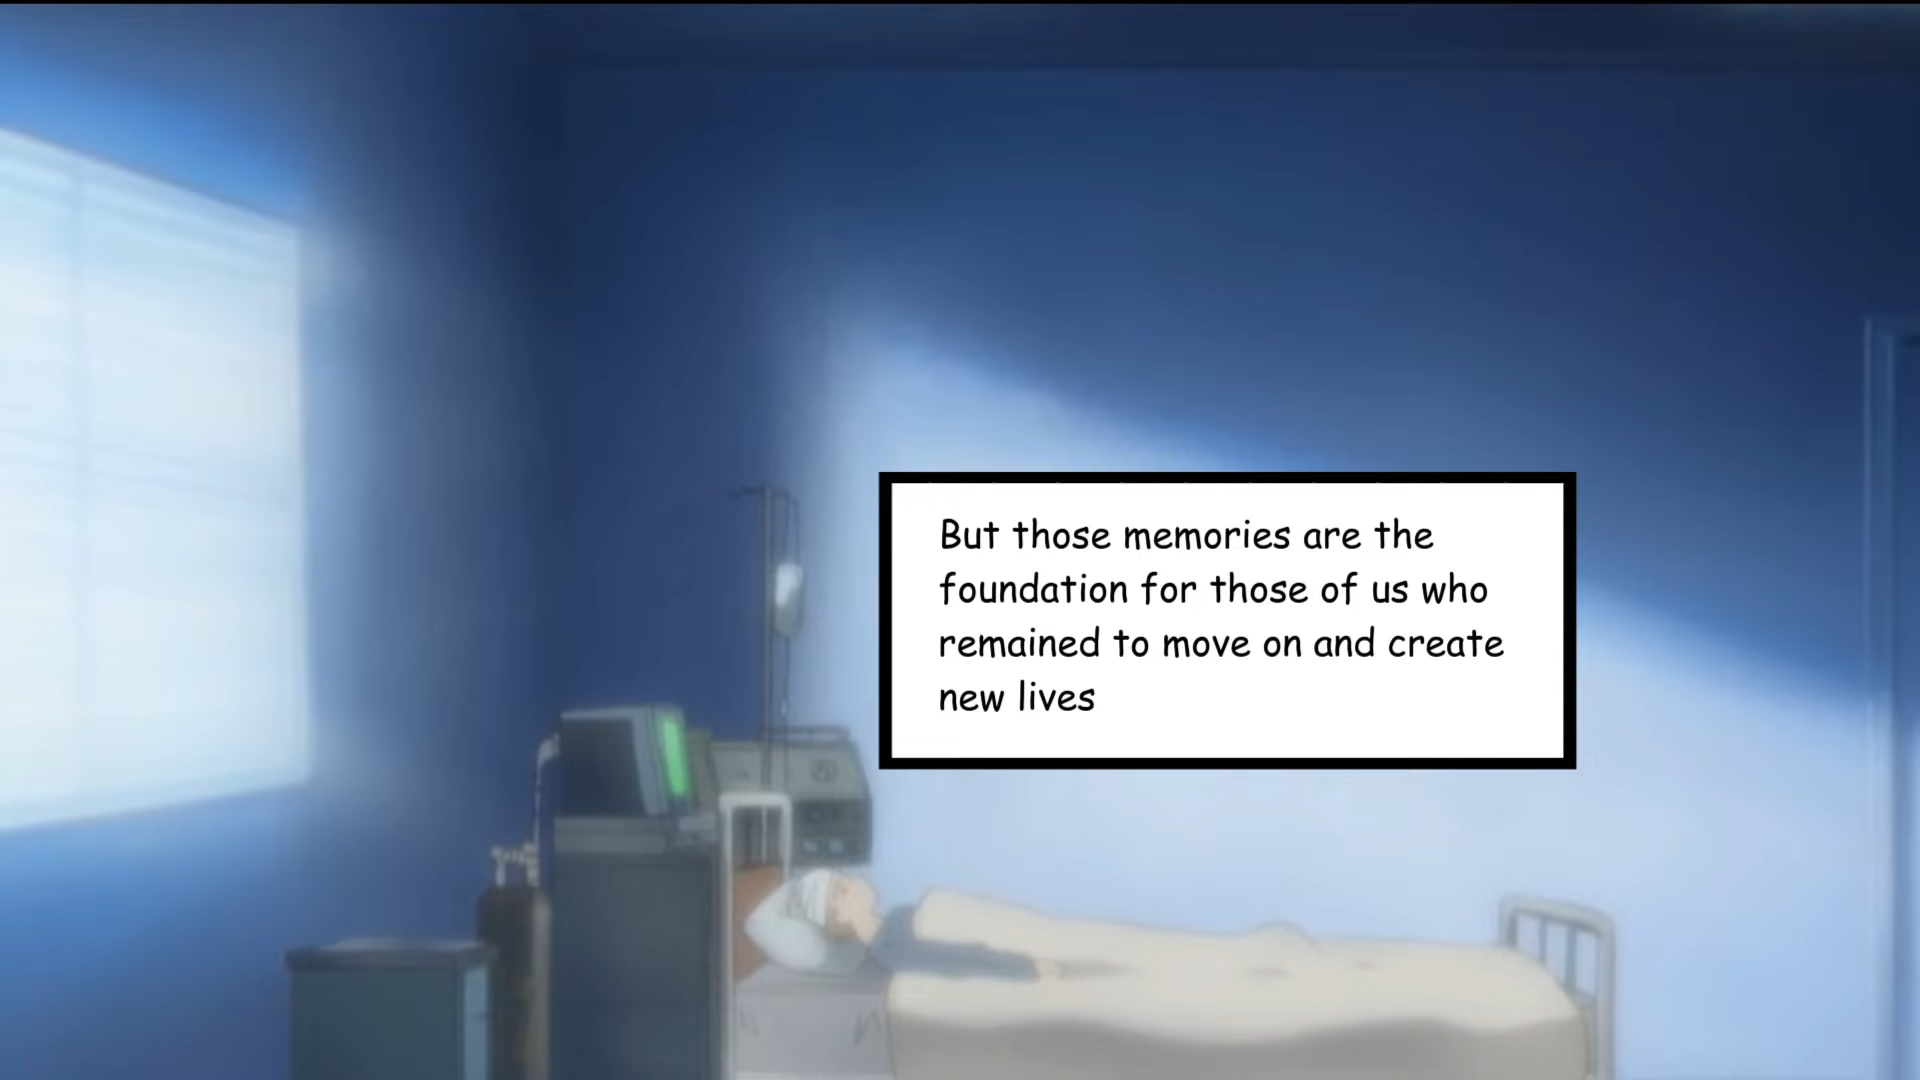 But those memories are the
foundation for those of us who
remained to move on and create
new lives